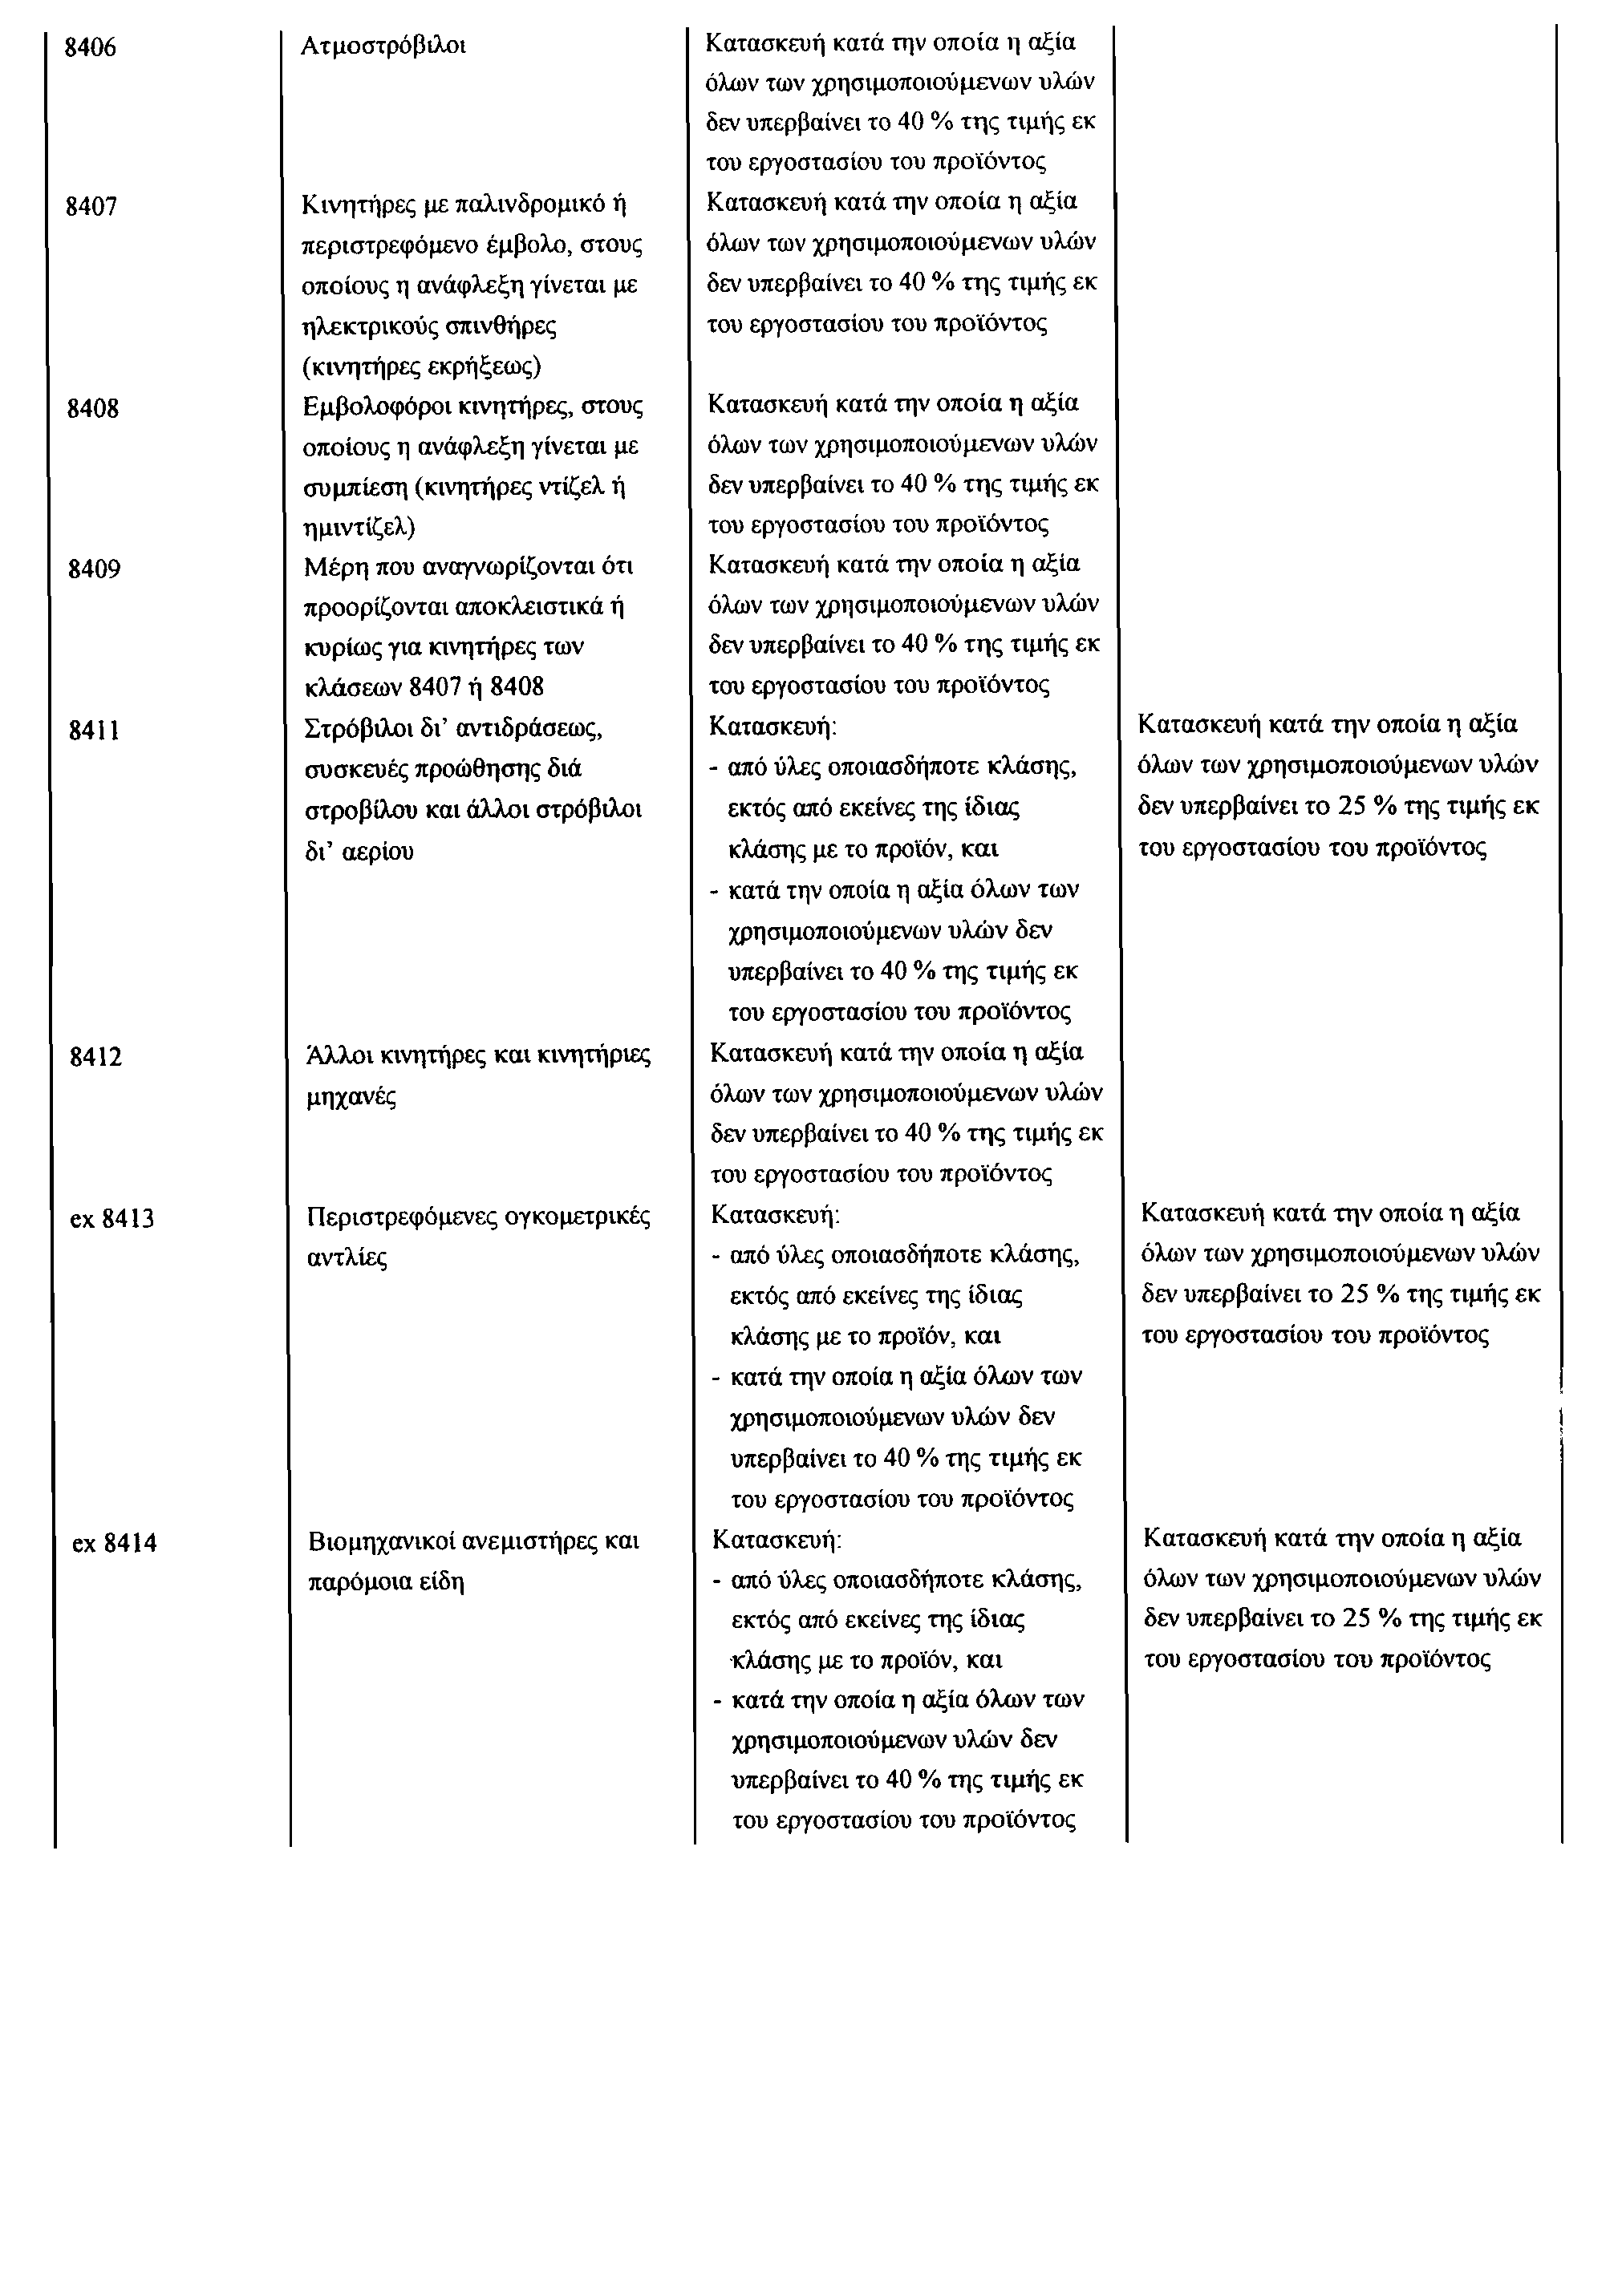 8406
Ατμοστρόβιλοι
Κατασκευή κατά την οποία η αξία
όλων των χρησιμοποιούμενων υλών
δεν υπερβαίνει το 40 % της τιμής εκ
του εργοστασίου του προϊόντος
8407
Κινητήρες με παλινδρομικό ή
περιστρεφόμενο έμβολο, στους
οποίους η ανάφλεξη γίνεται με
ηλεκτρικούς σπινθήρες
(κινητήρες εκρήξεως)
Κατασκευή κατά την οποία η αξία
όλων των χρησιμοποιούμενων υλών
δεν υπερβαίνει το 40 % της τιμής εκ
του εργοστασίου του προϊόντος
8408
Εμβολοφόροι κινητήρες, στους
οποίους η ανάφλεξη γίνεται με
συμπίεση (κινητήρες ντίζελ ή
ημιντίζελ)
Κατασκευή κατά την οποία η αξία
όλων των χρησιμοποιούμενων υλών
δεν υπερβαίνει το 40 % της τιμής εκ
του εργοστασίου του προϊόντος
8409
Μέρη που αναγνωρίζονται ότι
προορίζονται αποκλειστικά ή
κυρίως για κινητήρες των
κλάσεων 8407 ή 8408
Κατασκευή κατά την οποία η αξία
όλων των χρησιμοποιούμενων υλών
δεν υπερβαίνει το 40 % της τιμής εκ
του εργοστασίου του προϊόντος
8411
Στρόβιλοι δι’ αντιδράσεως,
συσκευές προώθησης διά
στροβίλου και άλλοι στρόβιλοι
δι’ αερίου
Κατασκευή:
- από ύλες οποιασδήποτε κλάσης,
εκτός από εκείνες της ίδιας
κλάσης με το προϊόν, και
- κατά την οποία η αξία όλων των
χρησιμοποιούμενων υλών δεν
υπερβαίνει το 40 % της τιμής εκ
του εργοστασίου του προϊόντος
Κατασκευή κατά την οποία η αξία
όλων των χρησιμοποιούμενων υλών
δεν υπερβαίνει το 25 % της τιμής εκ
του εργοστασίου του προϊόντος
8412
Άλλοι κινητήρες και κινητήριες
μηχανές
Κατασκευή κατά την οποία η αξία
όλων των χρησιμοποιούμενων υλών
δεν υπερβαίνει το 40 % της τιμής εκ
του εργοστασίου του προϊόντος
ex 8413
Περιστρεφόμενες ογκομετρικές
αντλίες
Κατασκευή:
- από ύλες οποιασδήποτε κλάσης,
εκτός από εκείνες της ίδιας
κλάσης με το προϊόν, και
- κατά την οποία η αξία όλων των
χρησιμοποιούμενων υλών δεν
υπερβαίνει το 40 % της τιμής εκ
του εργοστασίου του προϊόντος
Κατασκευή κατά την οποία η αξία
όλων των χρησιμοποιούμενων υλών
δεν υπερβαίνει το 25 % της τιμής εκ
του εργοστασίου του προϊόντος
ex 8414
Βιομηχανικοί ανεμιστήρες και
παρόμοια είδη
Κατασκευή:
- από ύλες οποιασδήποτε κλάσης,
εκτός από εκείνες της ίδιας
κλάσης με το προϊόν, και
- κατά την οποία η αξία όλων των
χρησιμοποιούμενων υλών δεν
υπερβαίνει το 40 % της τιμής εκ
του εργοστασίου του προϊόντος
Κατασκευή κατά την οποία η αξία
όλων των χρησιμοποιούμενων υλών
δεν υπερβαίνει το 25 % της τιμής εκ
του εργοστασίου του προϊόντος